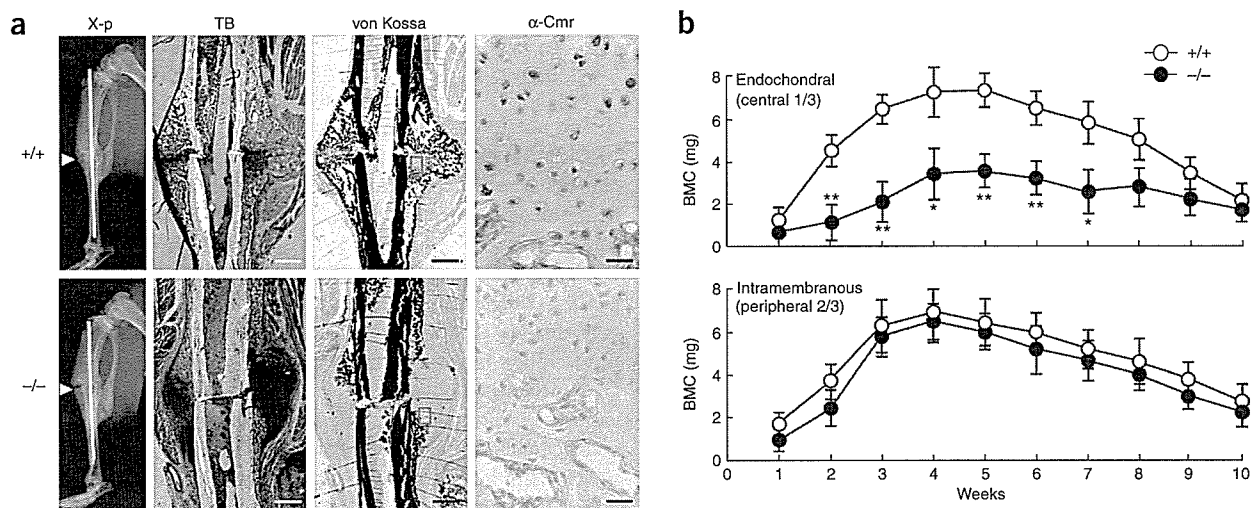 a
X-p TB von Kossa α-Cmr
+/+
−/−
b
+/+
−/−
Endochondral
(central 1/3)
BMC (mg)
8
6
4
2
0
**
**
*
**
**
*
Intramembranous
(peripheral 2/3)
BMC (mg)
8
6
4
2
0
0 1 2 3 4 5 6 7 8 9 10
Weeks